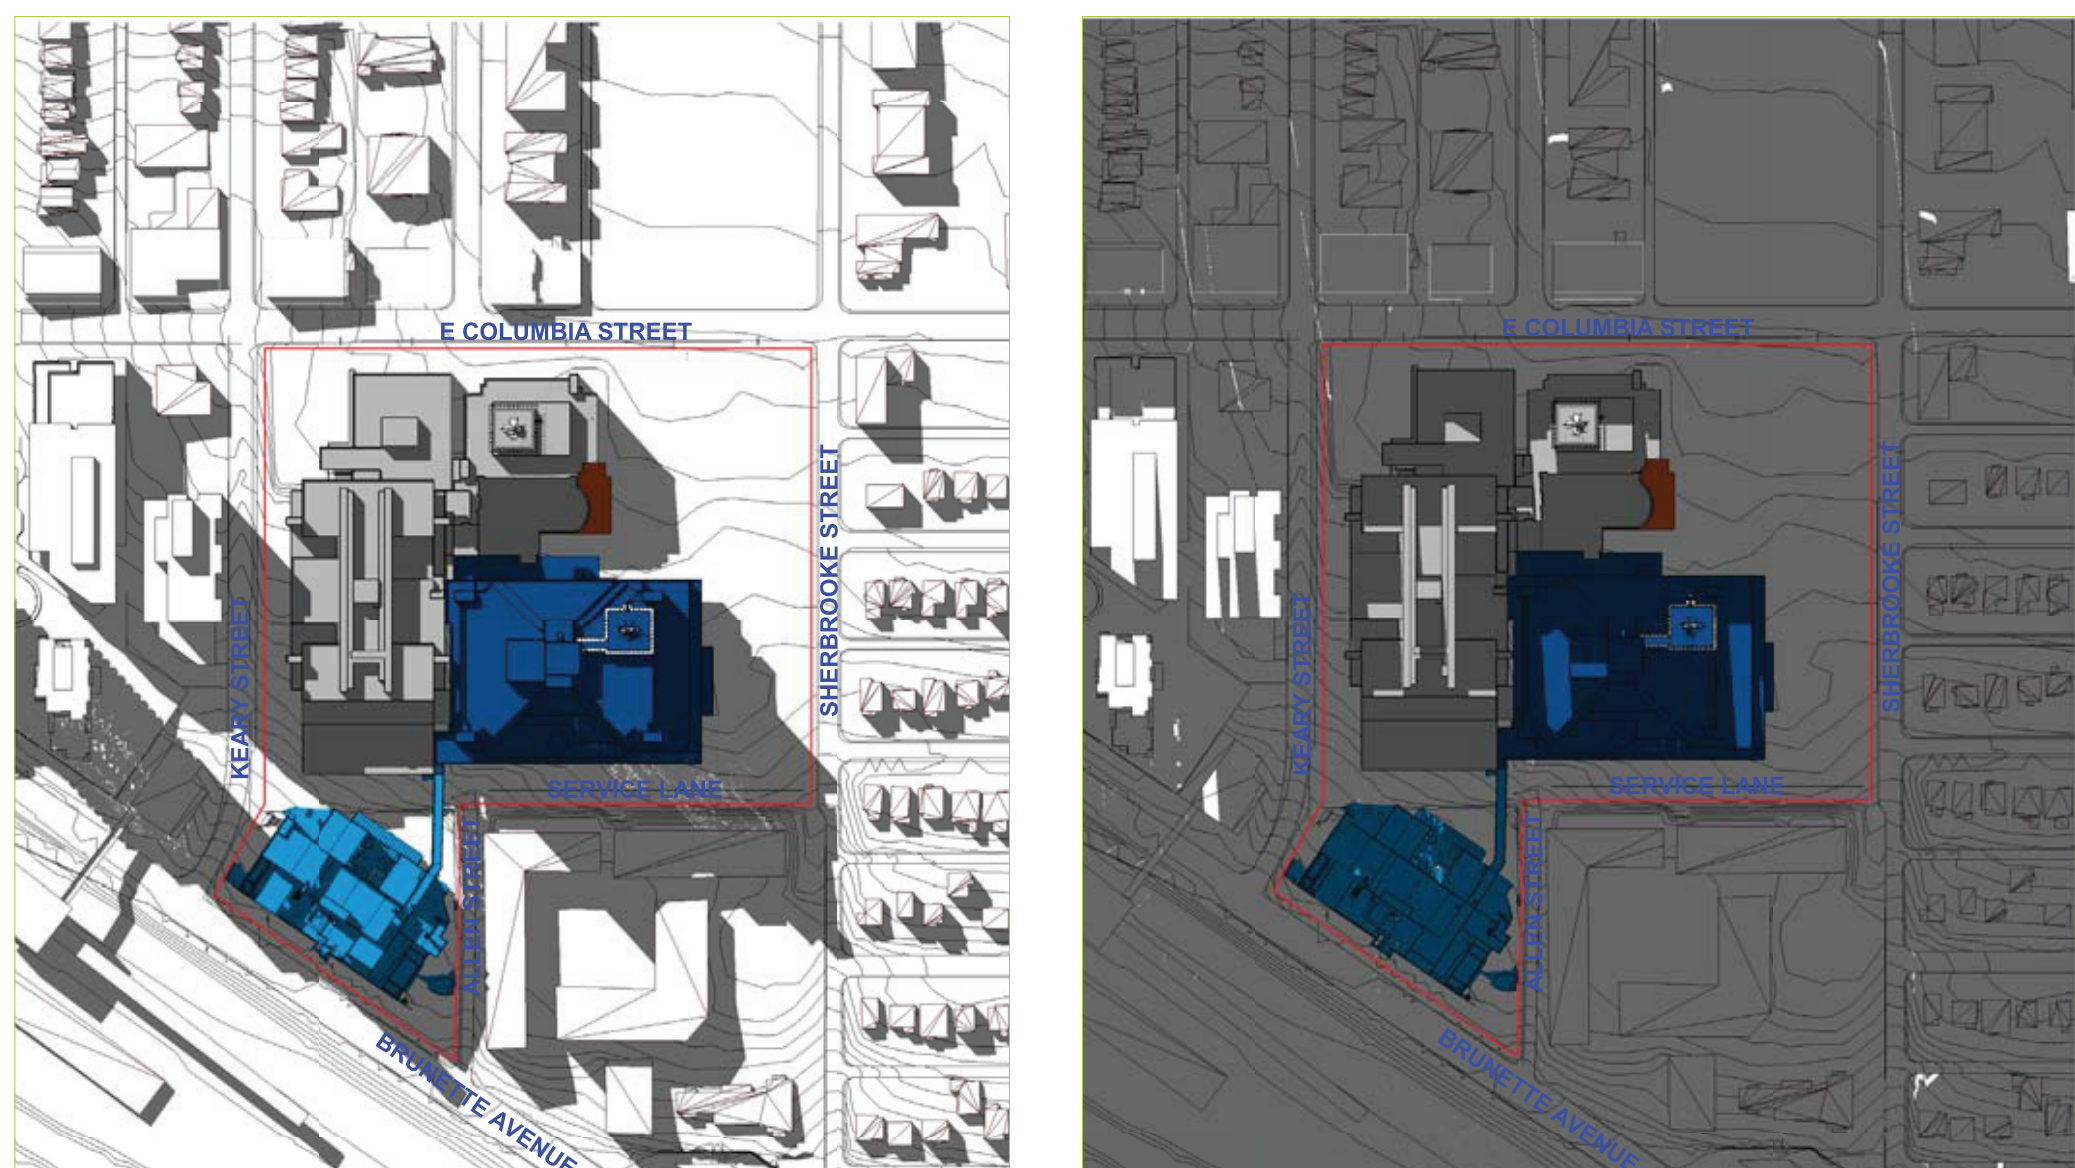 E COLUMBIA STREET
SHERBROOKE STREET
KEARY STREET
SERVICE LANE
ALLEN STREET
BRUNETTE AVENUE
E COLUMBIA STREET
SHERBROOKE STREET
KEARY STREET
SERVICE LANE
ALLEN STREET
BRUNETTE AVENUE